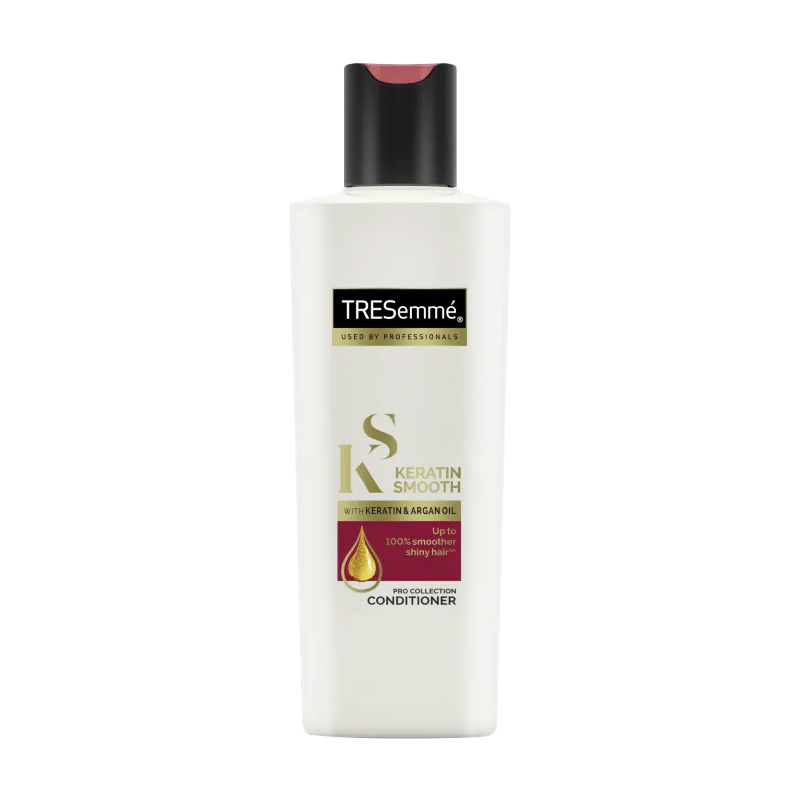 TRESemmé®
USED BY PROFESSIONALS
KS
KERATIN
SMOOTH
WITH KERATIN & ARGAN OIL
Up to
100% smoother
shiny hair
PRO COLLECTION
CONDITIONER